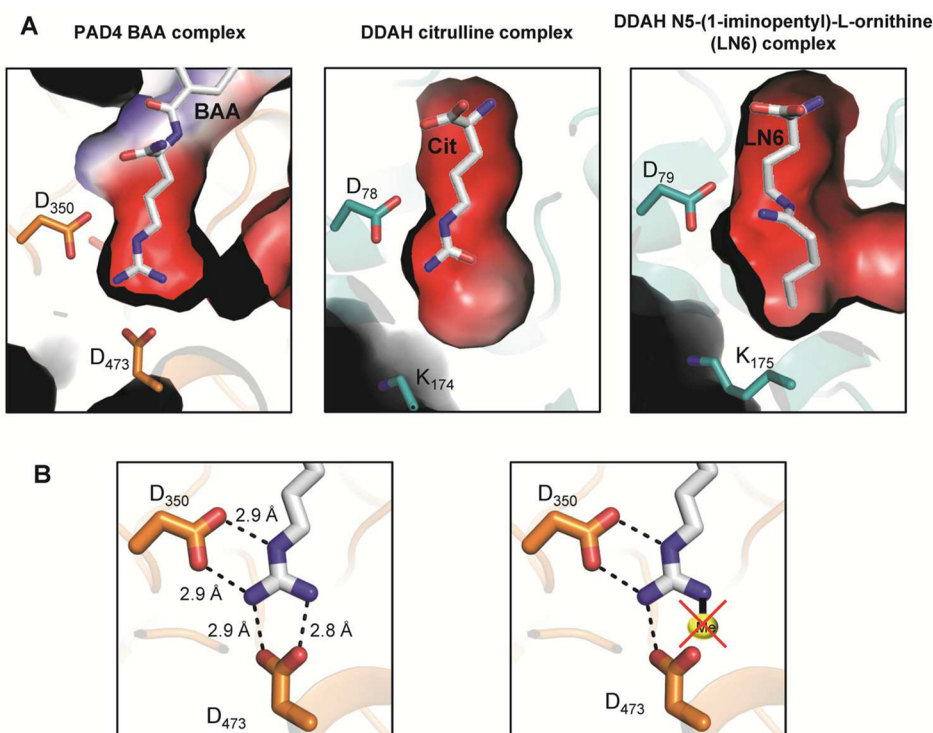 A
PAD4 BAA complex
DDAH citrulline complex
DDAH N5-(1-iminopentyl)-L-ornithine
(LN6) complex
BAA
D350
D473
Cit
D78
K174
LN6
D79
K175
B
D350
2.9 Å
2.9 Å
2.9 Å
2.8 Å
D473
D350
Me
D473